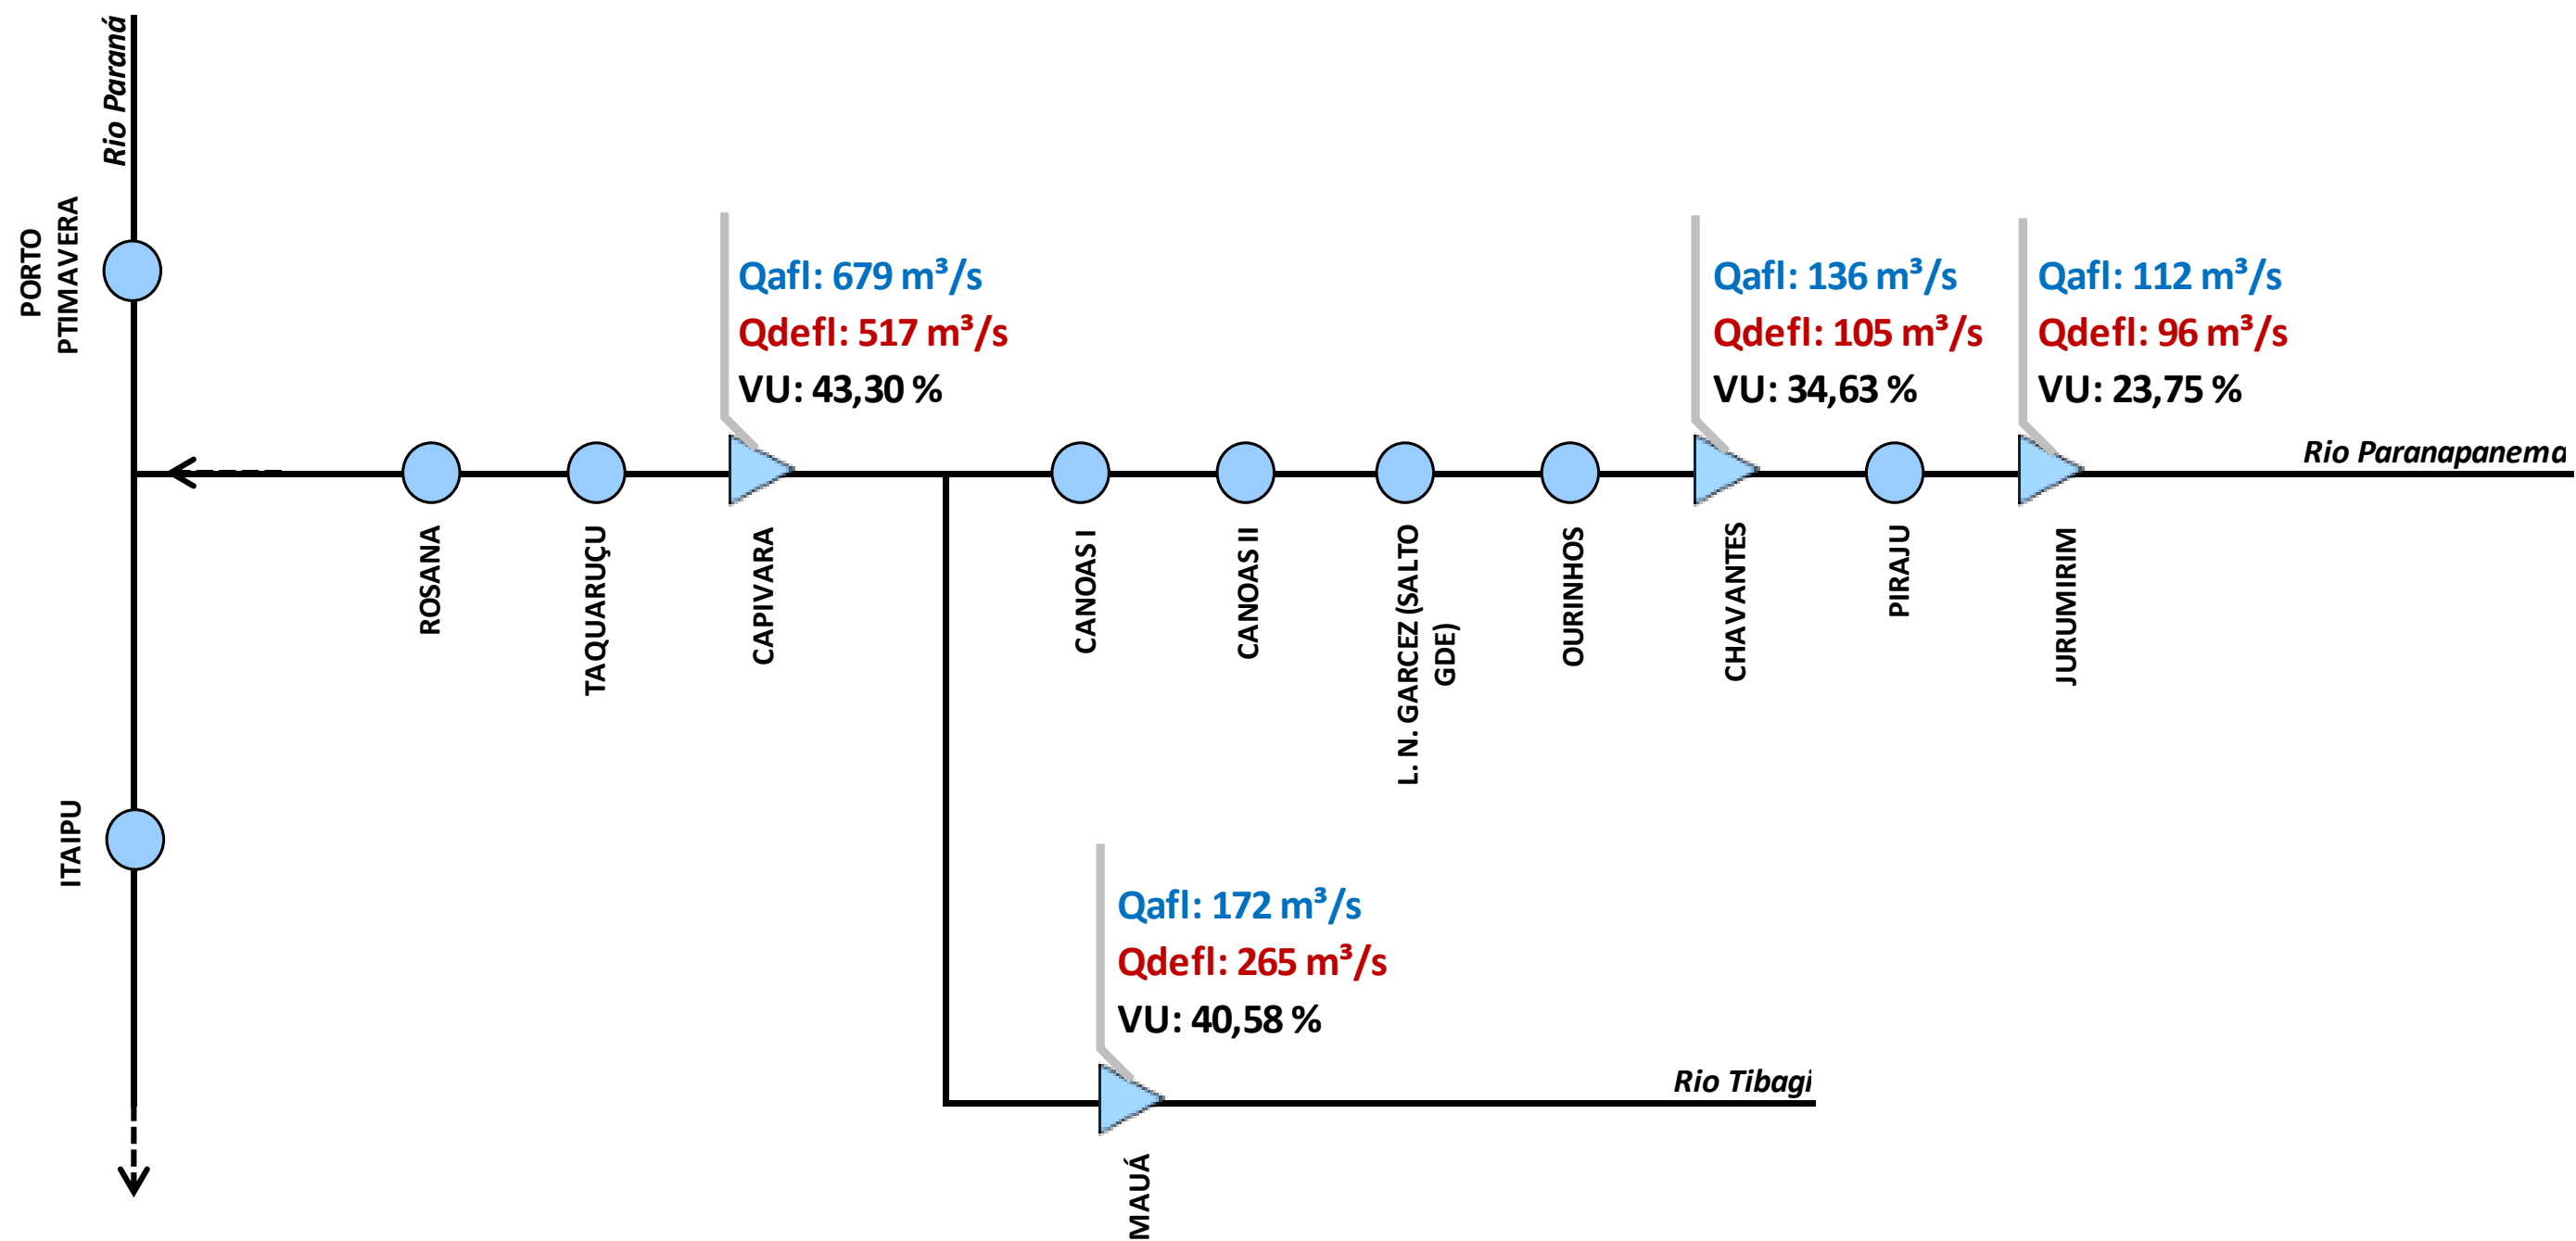 Rio Paraná
PORTO
PTIMAVERA
Qafl: 679 m³/s
Qdefl: 517 m³/s
VU: 43,30 %
Qafl: 136 m³/s
Qdefl: 105 m³/s
VU: 34,63 %
Qafl: 112 m³/s
Qdefl: 96 m³/s
VU: 23,75 %
Rio Paranapanema
ROSANA
TAQUARUÇU
CAPIVARA
CANOAS I
CANOAS II
L. N. GARCEZ (SALTO
GDE)
OURINHOS
CHAVANTES
PIRAJU
JURUMIRIM
ITAIPU
Qafl: 172 m³/s
Qdefl: 265 m³/s
VU: 40,58 %
Rio Tibagi
MAUÁ